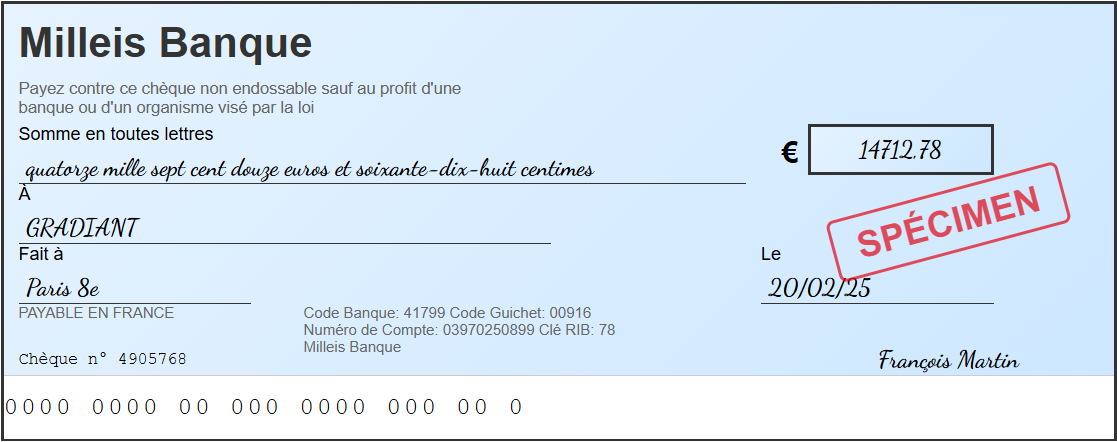 Milleis Banque
Payez contre ce chèque non endossable sauf au profit d'une
banque ou d'un organisme visé par la loi
Somme en toutes lettres
quatorze mille sept cent douze euros et soixante-dix-huit centimes
€ 14712.78
À
GRADIANT
SPÉCIMEN
Fait à
Le
Paris 8e
20/02/25
PAYABLE EN FRANCE
Code Banque: 41799 Code Guichet: 00916
Numéro de Compte: 03970250899 Clé RIB: 78
Milleis Banque
Chèque n° 4905768
François Martin
0000 0000 00 000 0000 000 00 0